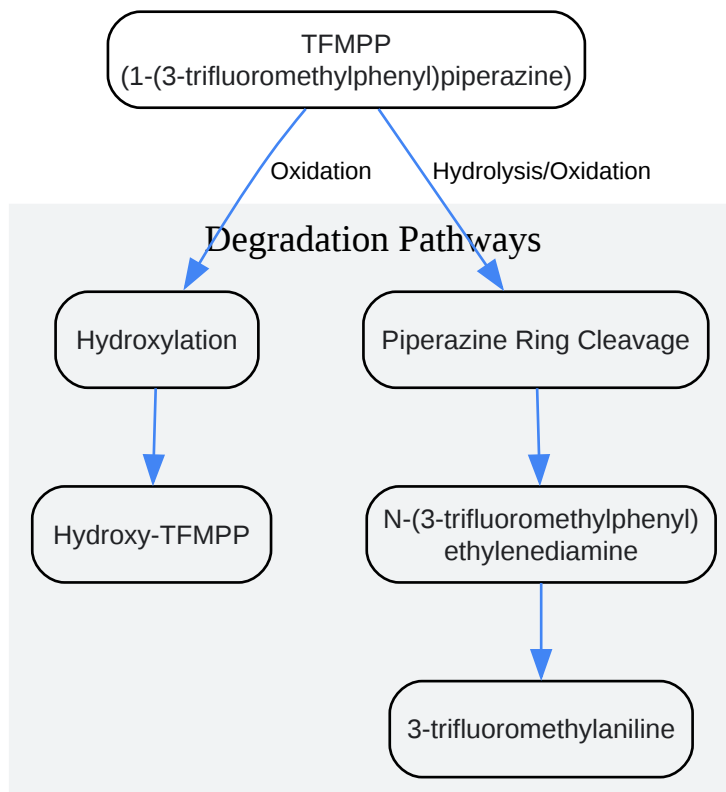 TFMPP
(1-(3-trifluoromethylphenyl)piperazine)
Oxidation
Hydrolysis/Oxidation
Degradation Pathways
Hydroxylation
Piperazine Ring Cleavage
Hydroxy-TFMPP
N-(3-trifluoromethylphenyl)
ethylenediamine
3-trifluoromethylaniline